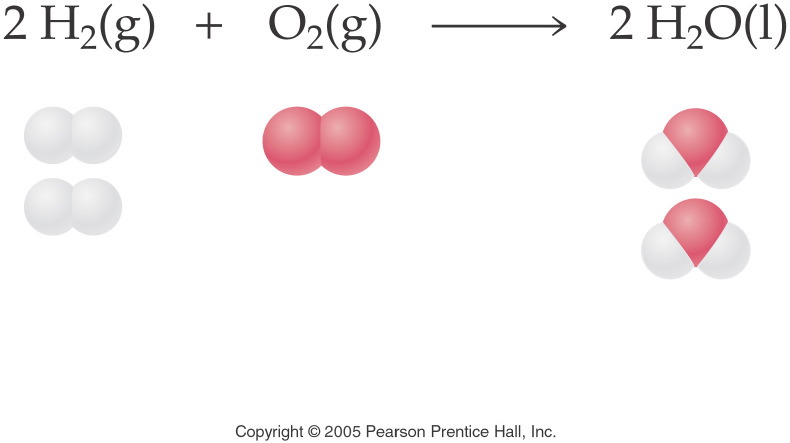 2 H₂(g) + O₂(g) ⟶ 2 H₂O(l)
Copyright © 2005 Pearson Prentice Hall, Inc.